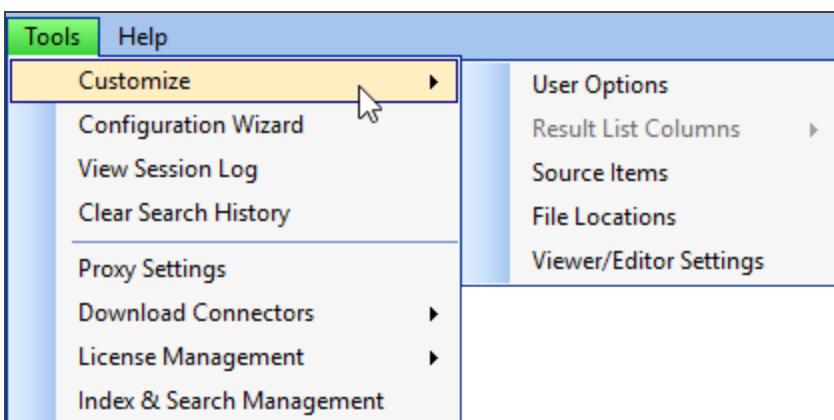 Tools Help
Customize
Configuration Wizard
View Session Log
Clear Search History
Proxy Settings
Download Connectors
License Management
Index & Search Management
User Options
Result List Columns
Source Items
File Locations
Viewer/Editor Settings